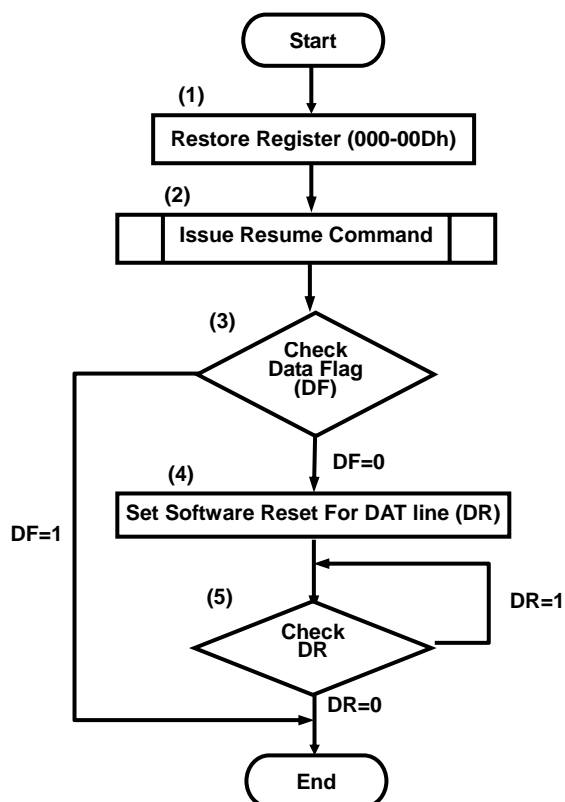 Start
(1)
Restore Register (000-00Dh)
(2)
Issue Resume Command
(3)
Check
Data Flag
(DF)
DF=0
(4)
Set Software Reset For DAT line (DR)
DF=1
(5)
Check
DR
DR=1
DR=0
End